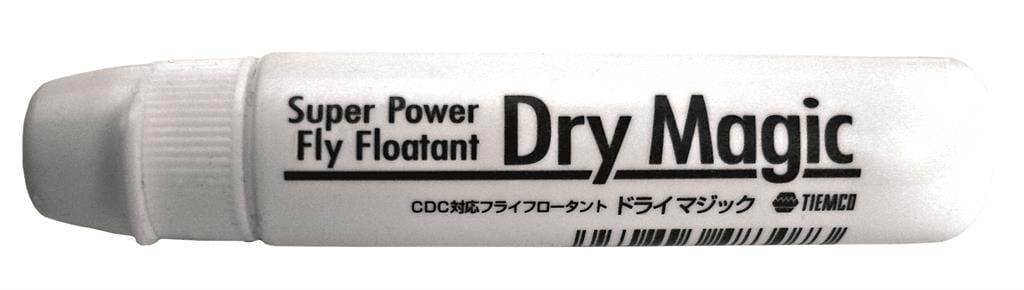 Super Power
Fly Floatant
Dry Magic
CDC対応フライフロータント ドライマジック TIEMCO